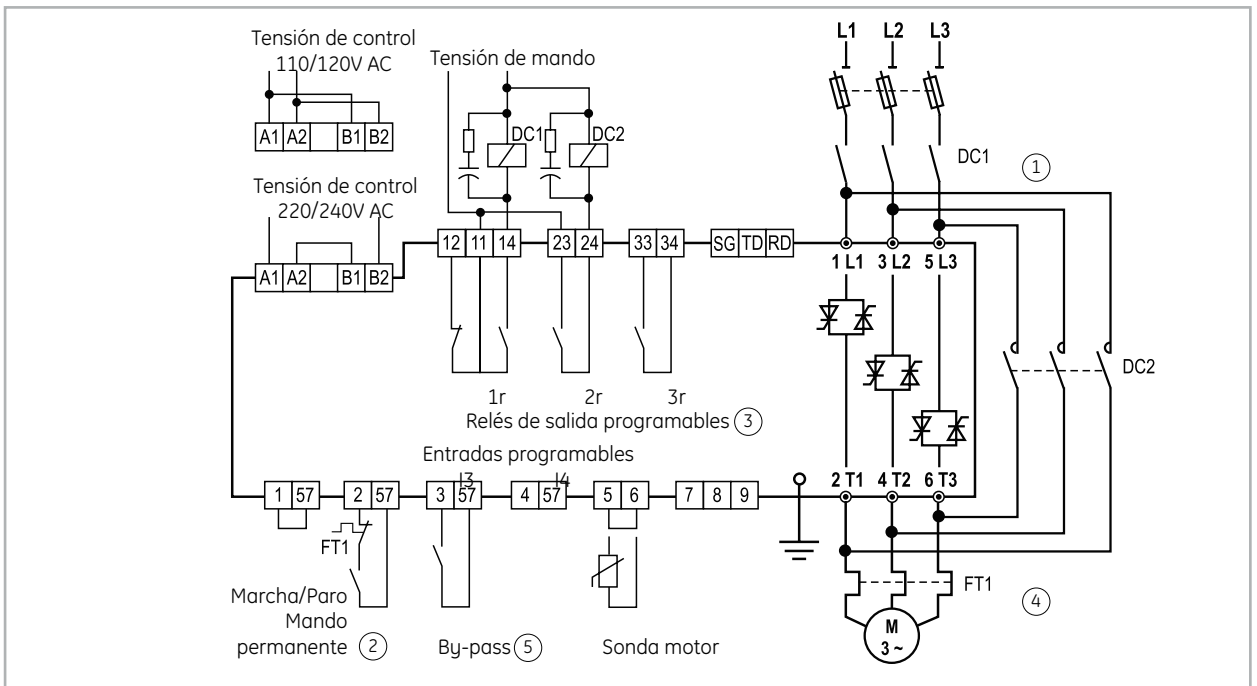 Tensión de control
110/120V AC
A1 A2 B1 B2
Tensión de control
220/240V AC
A1 A2 B1 B2
Tensión de mando
DC1 DC2
12 11 14 23 24 33 34 SG TD RD
1r 2r 3r
Relés de salida programables 3
Entradas programables
I3 I4
1 57 2 57 3 57 4 57 5 6 7 8 9
FT1
Marcha/Paro
Mando
permanente 2
By-pass 5
Sonda motor
L1 L2 L3
DC1
1
1 L1 3 L2 5 L3
DC2
2 T1 4 T2 6 T3
FT1
4
M
3 ~